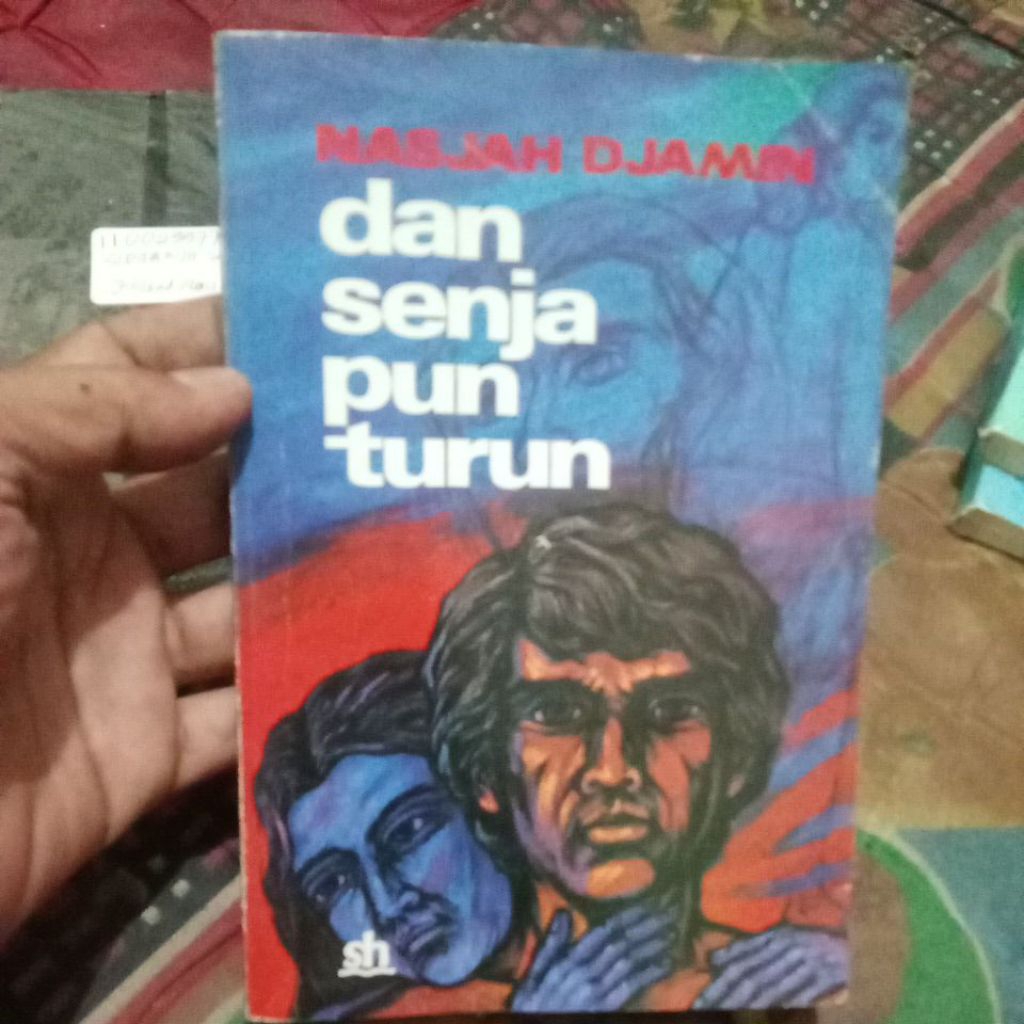 NASJAH DJAMIN
dan
senja
pun
turun
sh